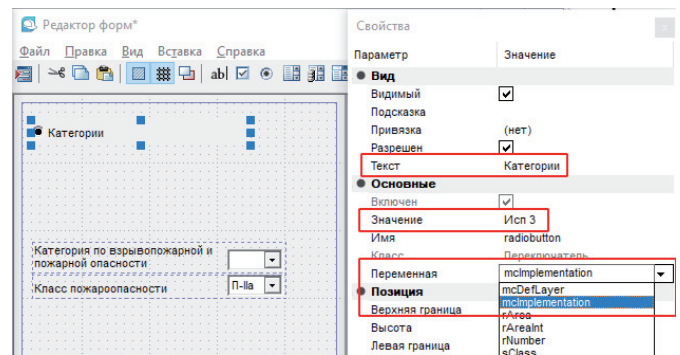 Редактор форм*
Файл Правка Вид Вставка Справка
ab|
Категории
Категория по взрывопожарной и
пожарной опасности
Класс пожароопасности
П-IIa
Свойства
x
Параметр Значение
Вид
Видимый
Подсказка
Привязка (нет)
Разрешен
Текст Категории
Основные
Включен
Значение Исп 3
Имя radiobutton
Класс Переключатель
Переменная mcImplementation
mcDefLayer
Позиция mcImplementation
Верхняя граница rArea
Высота rAreaInt
Левая граница rNumber
sClass